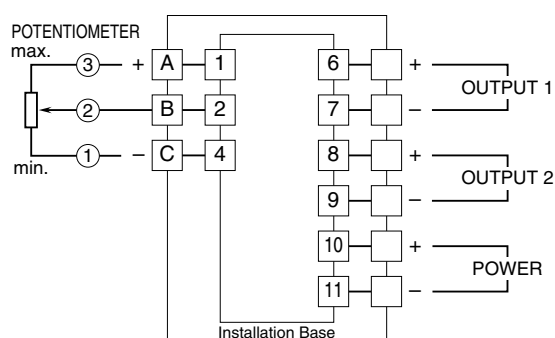 POTENTIOMETER
max.
3 + A 1 6 +
OUTPUT 1
2 B 2 7 –
1 – C 4 8 +
min.
OUTPUT 2
9 –
10 +
POWER
11 –
Installation Base